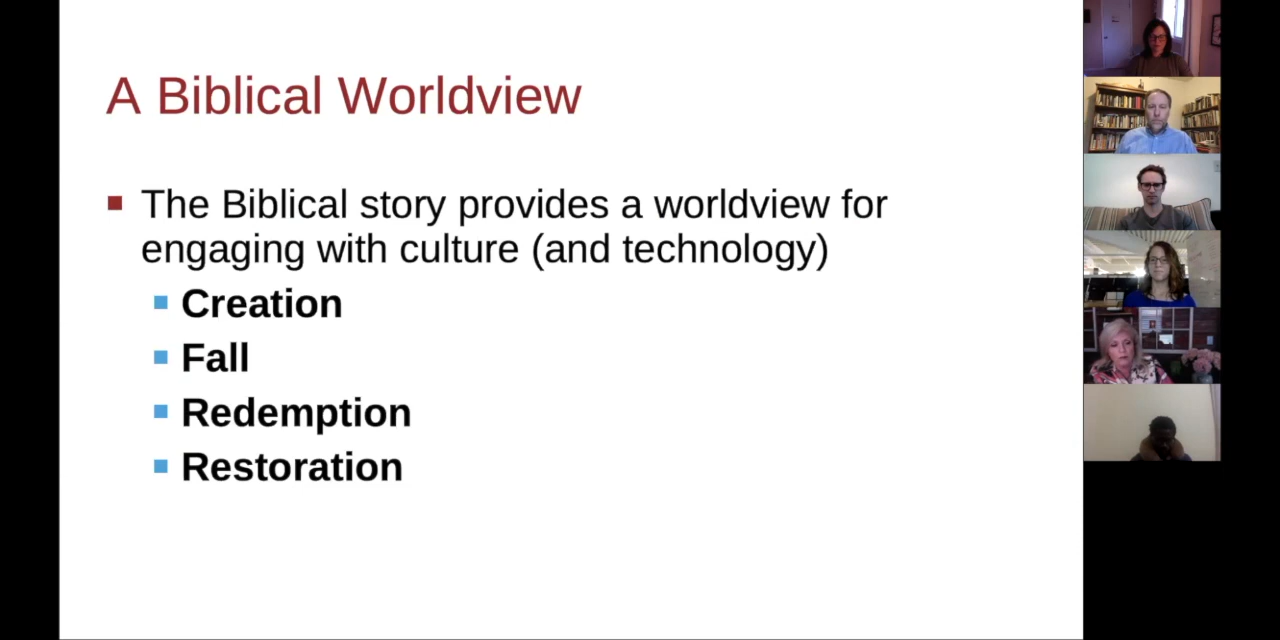 A Biblical Worldview
The Biblical story provides a worldview for
engaging with culture (and technology)
Creation
Fall
Redemption
Restoration